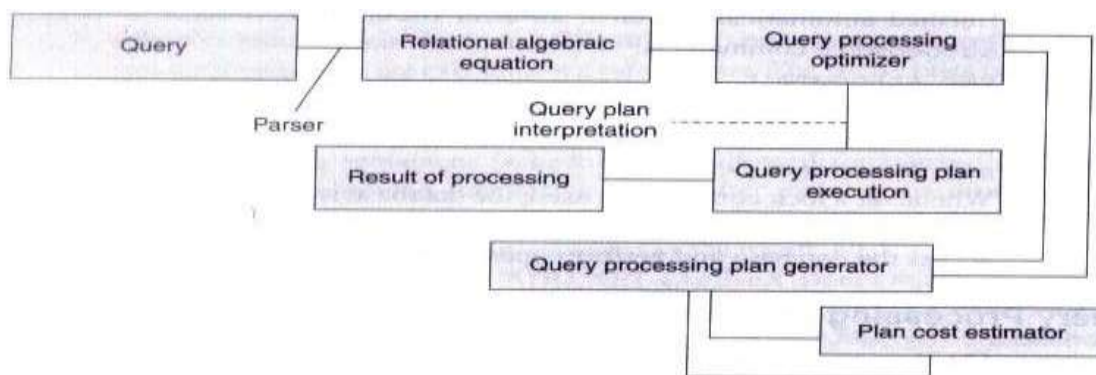 Query
Relational algebraic
equation
Query processing
optimizer
Parser
Query plan
interpretation
Result of processing
Query processing plan
execution
Query processing plan generator
Plan cost estimator